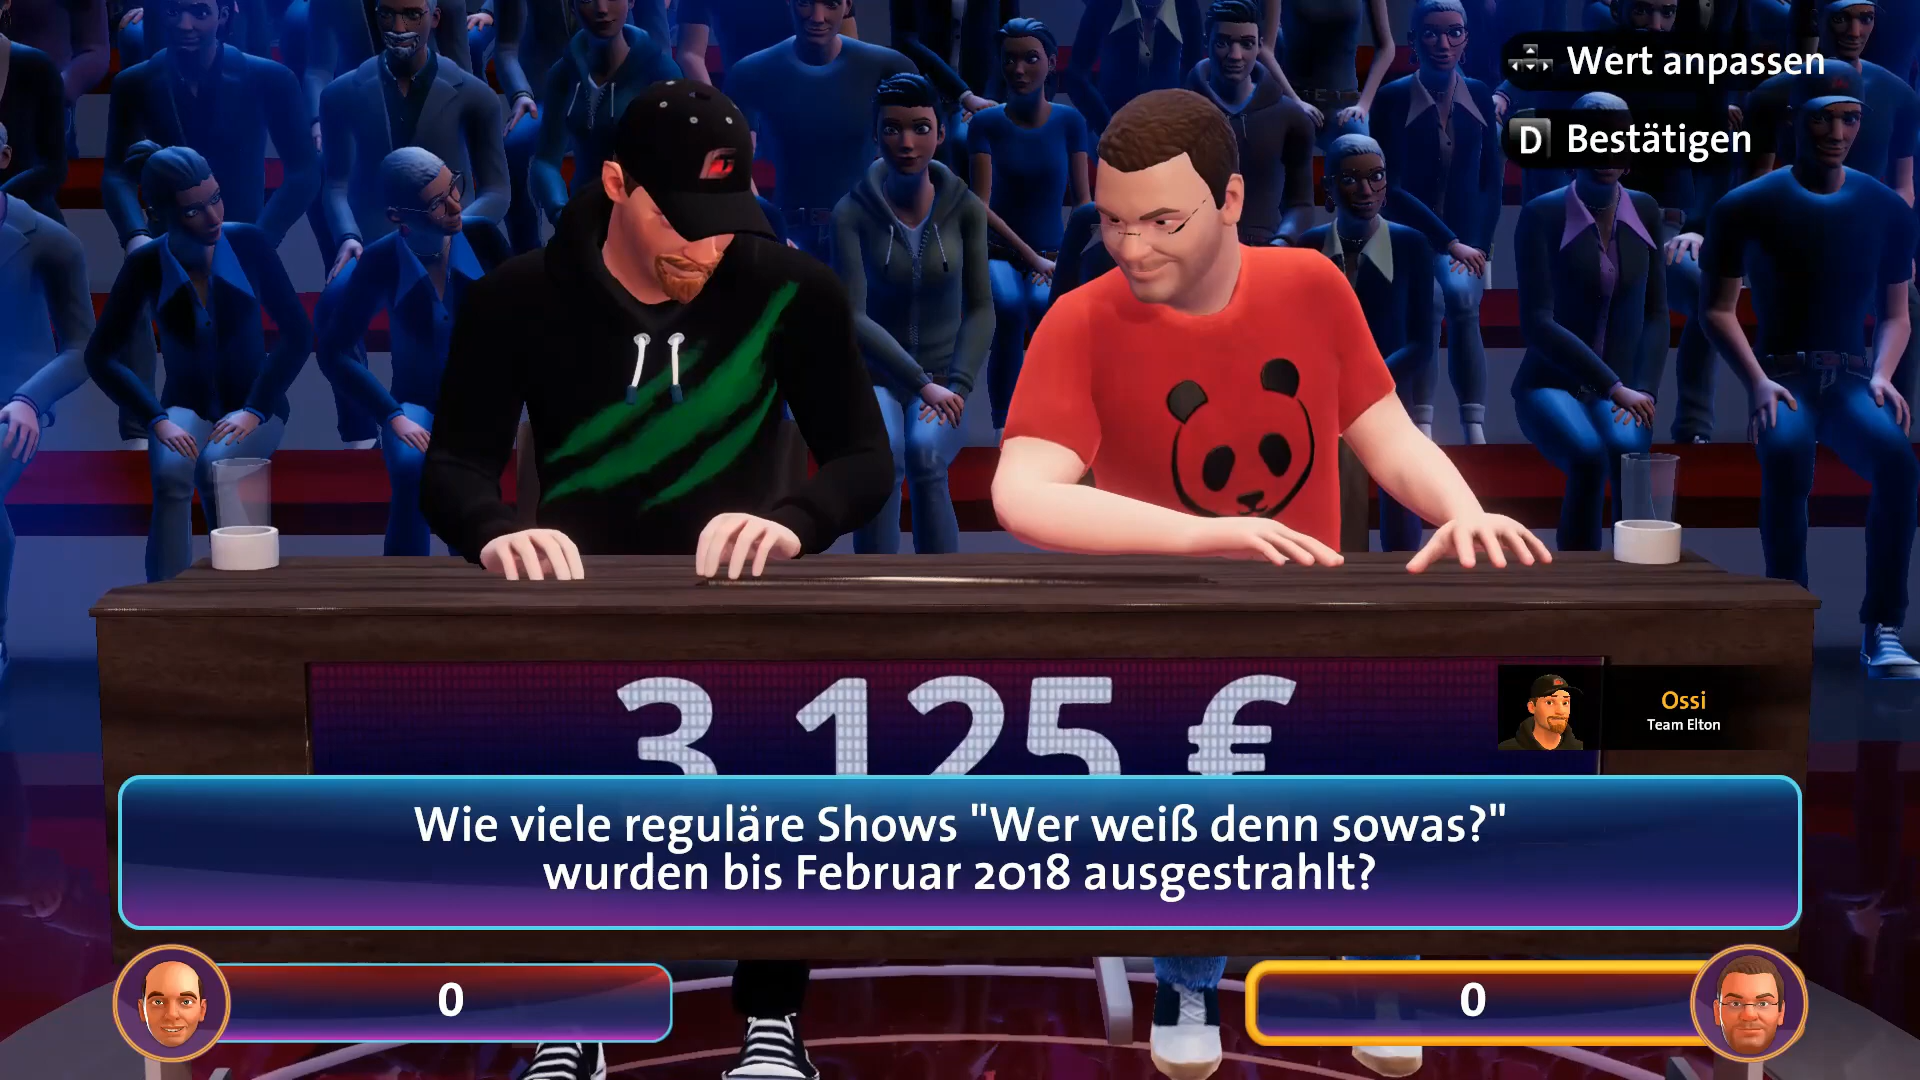 Wert anpassen
D Bestätigen
3 125 €
Ossi
Team Elton
Wie viele reguläre Shows "Wer weiß denn sowas?"
wurden bis Februar 2018 ausgestrahlt?
0
0